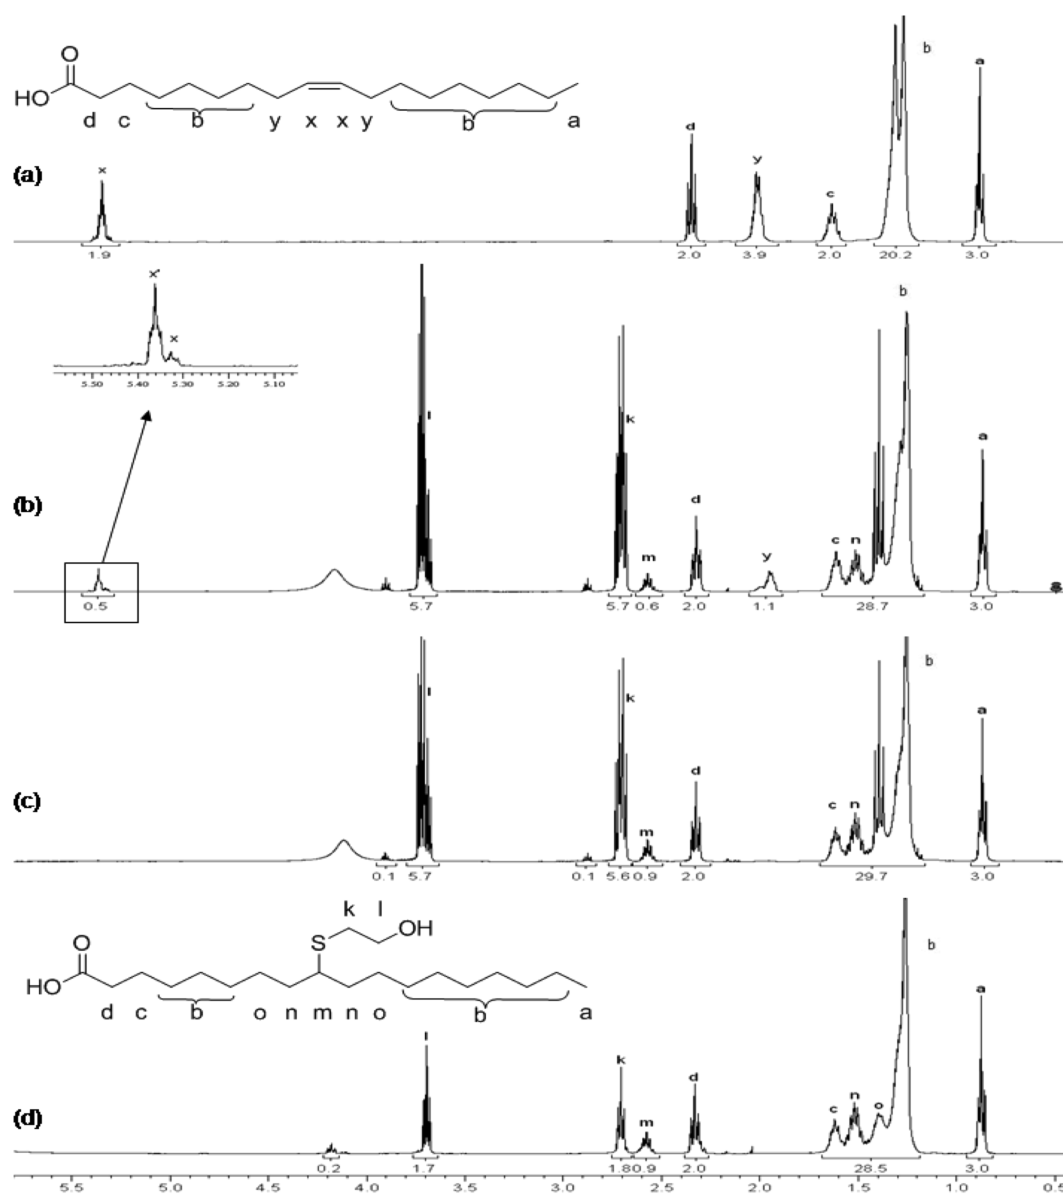 O
HO
d c b y x x y b a
(a)
x d y c b a
1.9 2.0 3.9 2.0 20.2 3.0
x'
x
5.50 5.40 5.30 5.20 5.10
(b)
l k m d y c n b a
0.5 5.7 5.7 0.6 2.0 1.1 28.7 3.0
(c)
l k m d c n b a
0.1 5.7 0.1 5.6 0.9 2.0 29.7 3.0
k l
OH
S
O
HO
d c b o n m n o b a
(d)
l k m d c n o b a
0.2 1.7 1.8 0.9 2.0 28.5 3.0
5.5 5.0 4.5 4.0 3.5 3.0 2.5 2.0 1.5 1.0 0.5